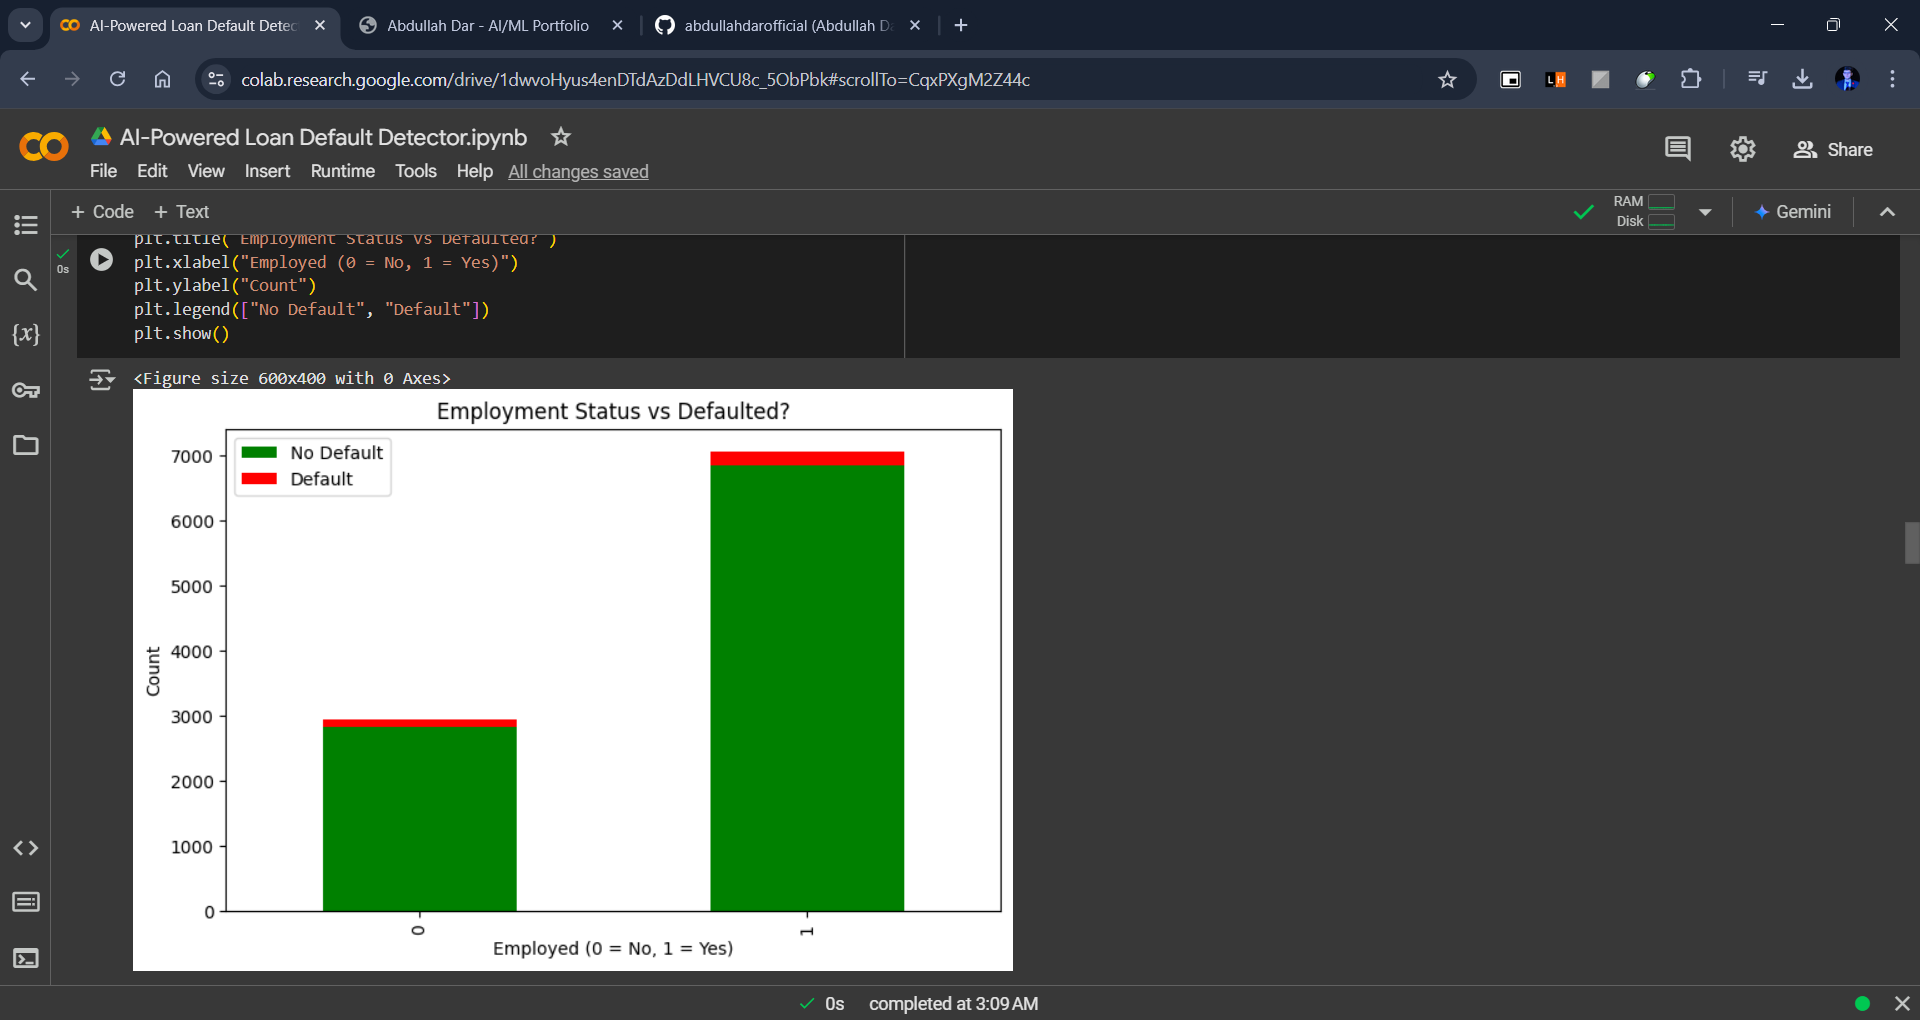 AI-Powered Loan Default Detec
Abdullah Dar - AI/ML Portfolio
abdullahdarofficial (Abdullah D
colab.research.google.com/drive/1dwvoHyus4enDTdAzDdLHVCU8c_5ObPbk#scrollTo=CqxPXgM2Z44c
LH
AI-Powered Loan Default Detector.ipynb
Share
File Edit View Insert Runtime Tools Help All changes saved
+ Code + Text
RAM
Disk
Gemini
plt.title("Employment Status vs Defaulted?")
0s
plt.xlabel("Employed (0 = No, 1 = Yes)")
plt.ylabel("Count")
plt.legend(["No Default", "Default"])
plt.show()
{x}
<Figure size 600x400 with 0 Axes>
Employment Status vs Defaulted?
No Default
Default
7000
6000
5000
4000
3000
2000
1000
0
Count
0
1
Employed (0 = No, 1 = Yes)
0s completed at 3:09 AM